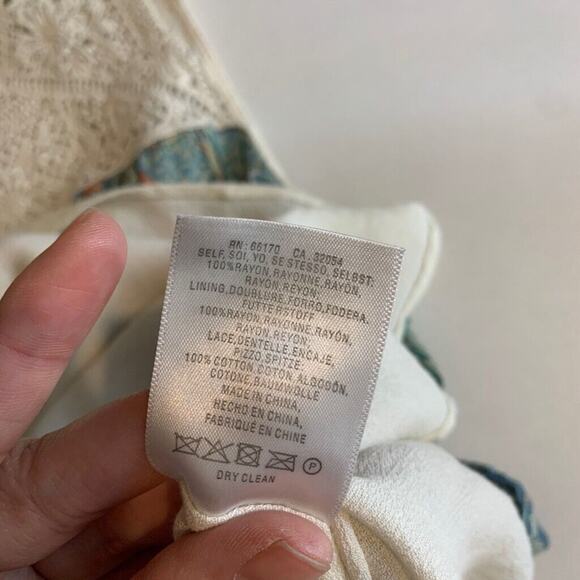 RN: 66170 CA 32054
SELF, SOI, YO, SE STESSO, SELBST:
100%RAYON,RAYONNE,RAYON,
RAYON,REYON;
LINING,DOUBLURE,FORRO,FODERA,
FUTTERSTOFF
100%RAYON,RAYONNE,RAYÓN,
RAYON,REYON;
LACE,DENTELLE,ENCAJE,
PIZZO,SPITZE:
100% COTTON,COTON, ALGODÓN,
COTONE,BAUMWOLLE
MADE IN CHINA,
HECHO EN CHINA,
FABRIQUÉ EN CHINE
P
DRY CLEAN